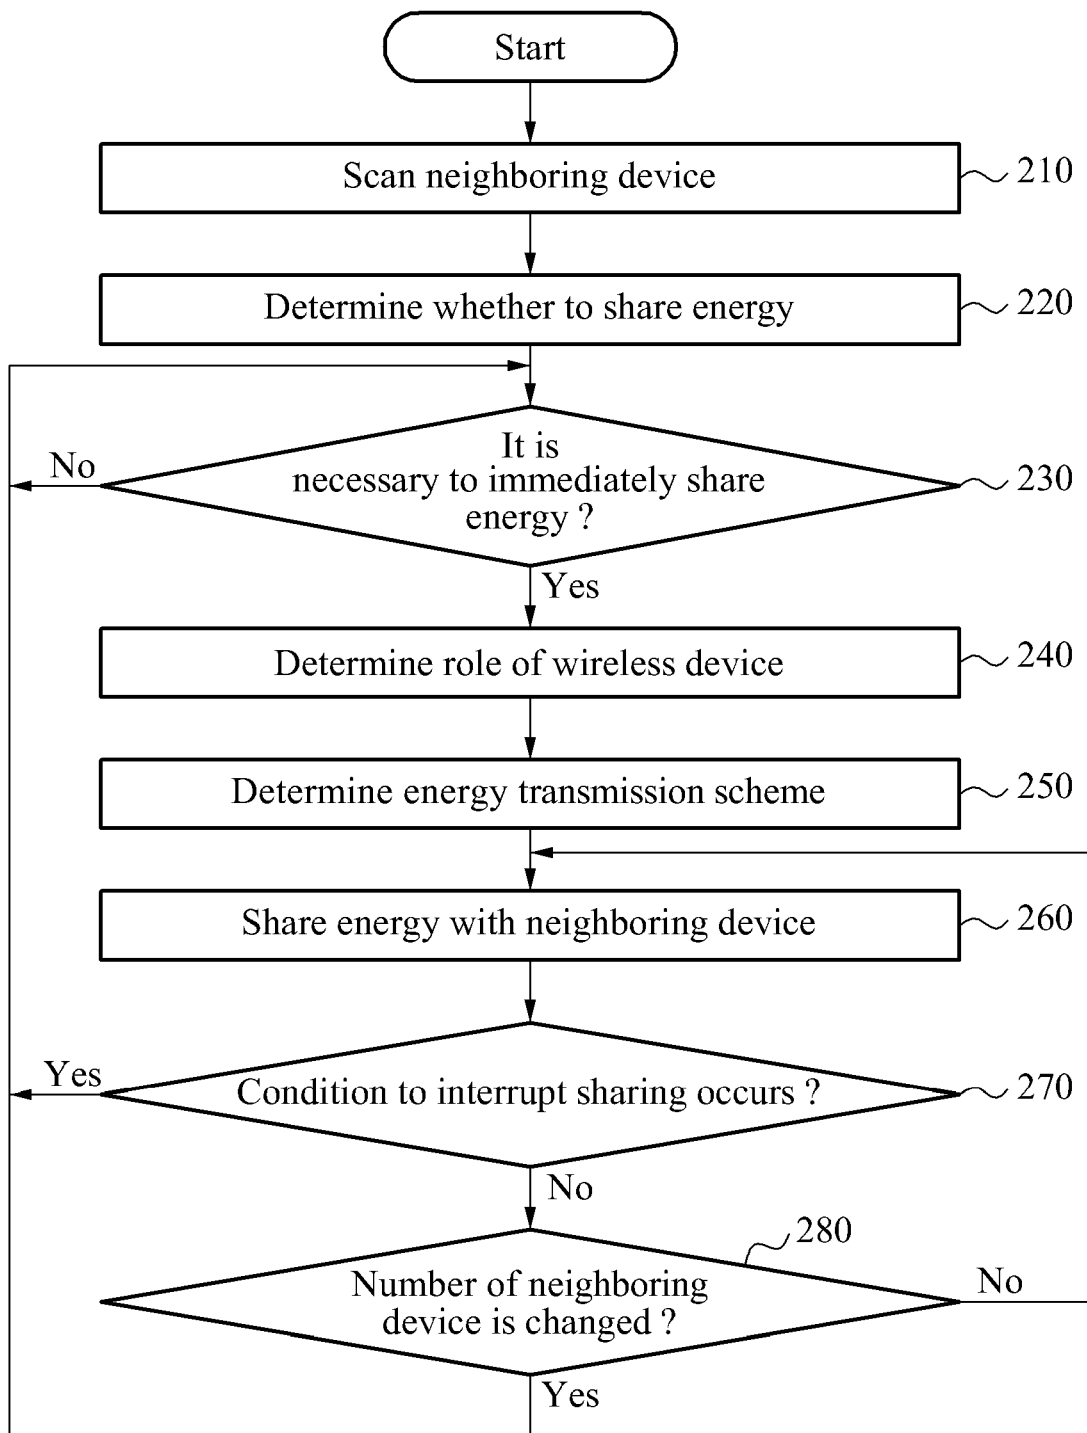 Start
Scan neighboring device
210
Determine whether to share energy
220
No
It is
necessary to immediately share
energy ?
230
Yes
Determine role of wireless device
240
Determine energy transmission scheme
250
Share energy with neighboring device
260
Yes
Condition to interrupt sharing occurs ?
270
No
280
Number of neighboring
device is changed ?
No
Yes